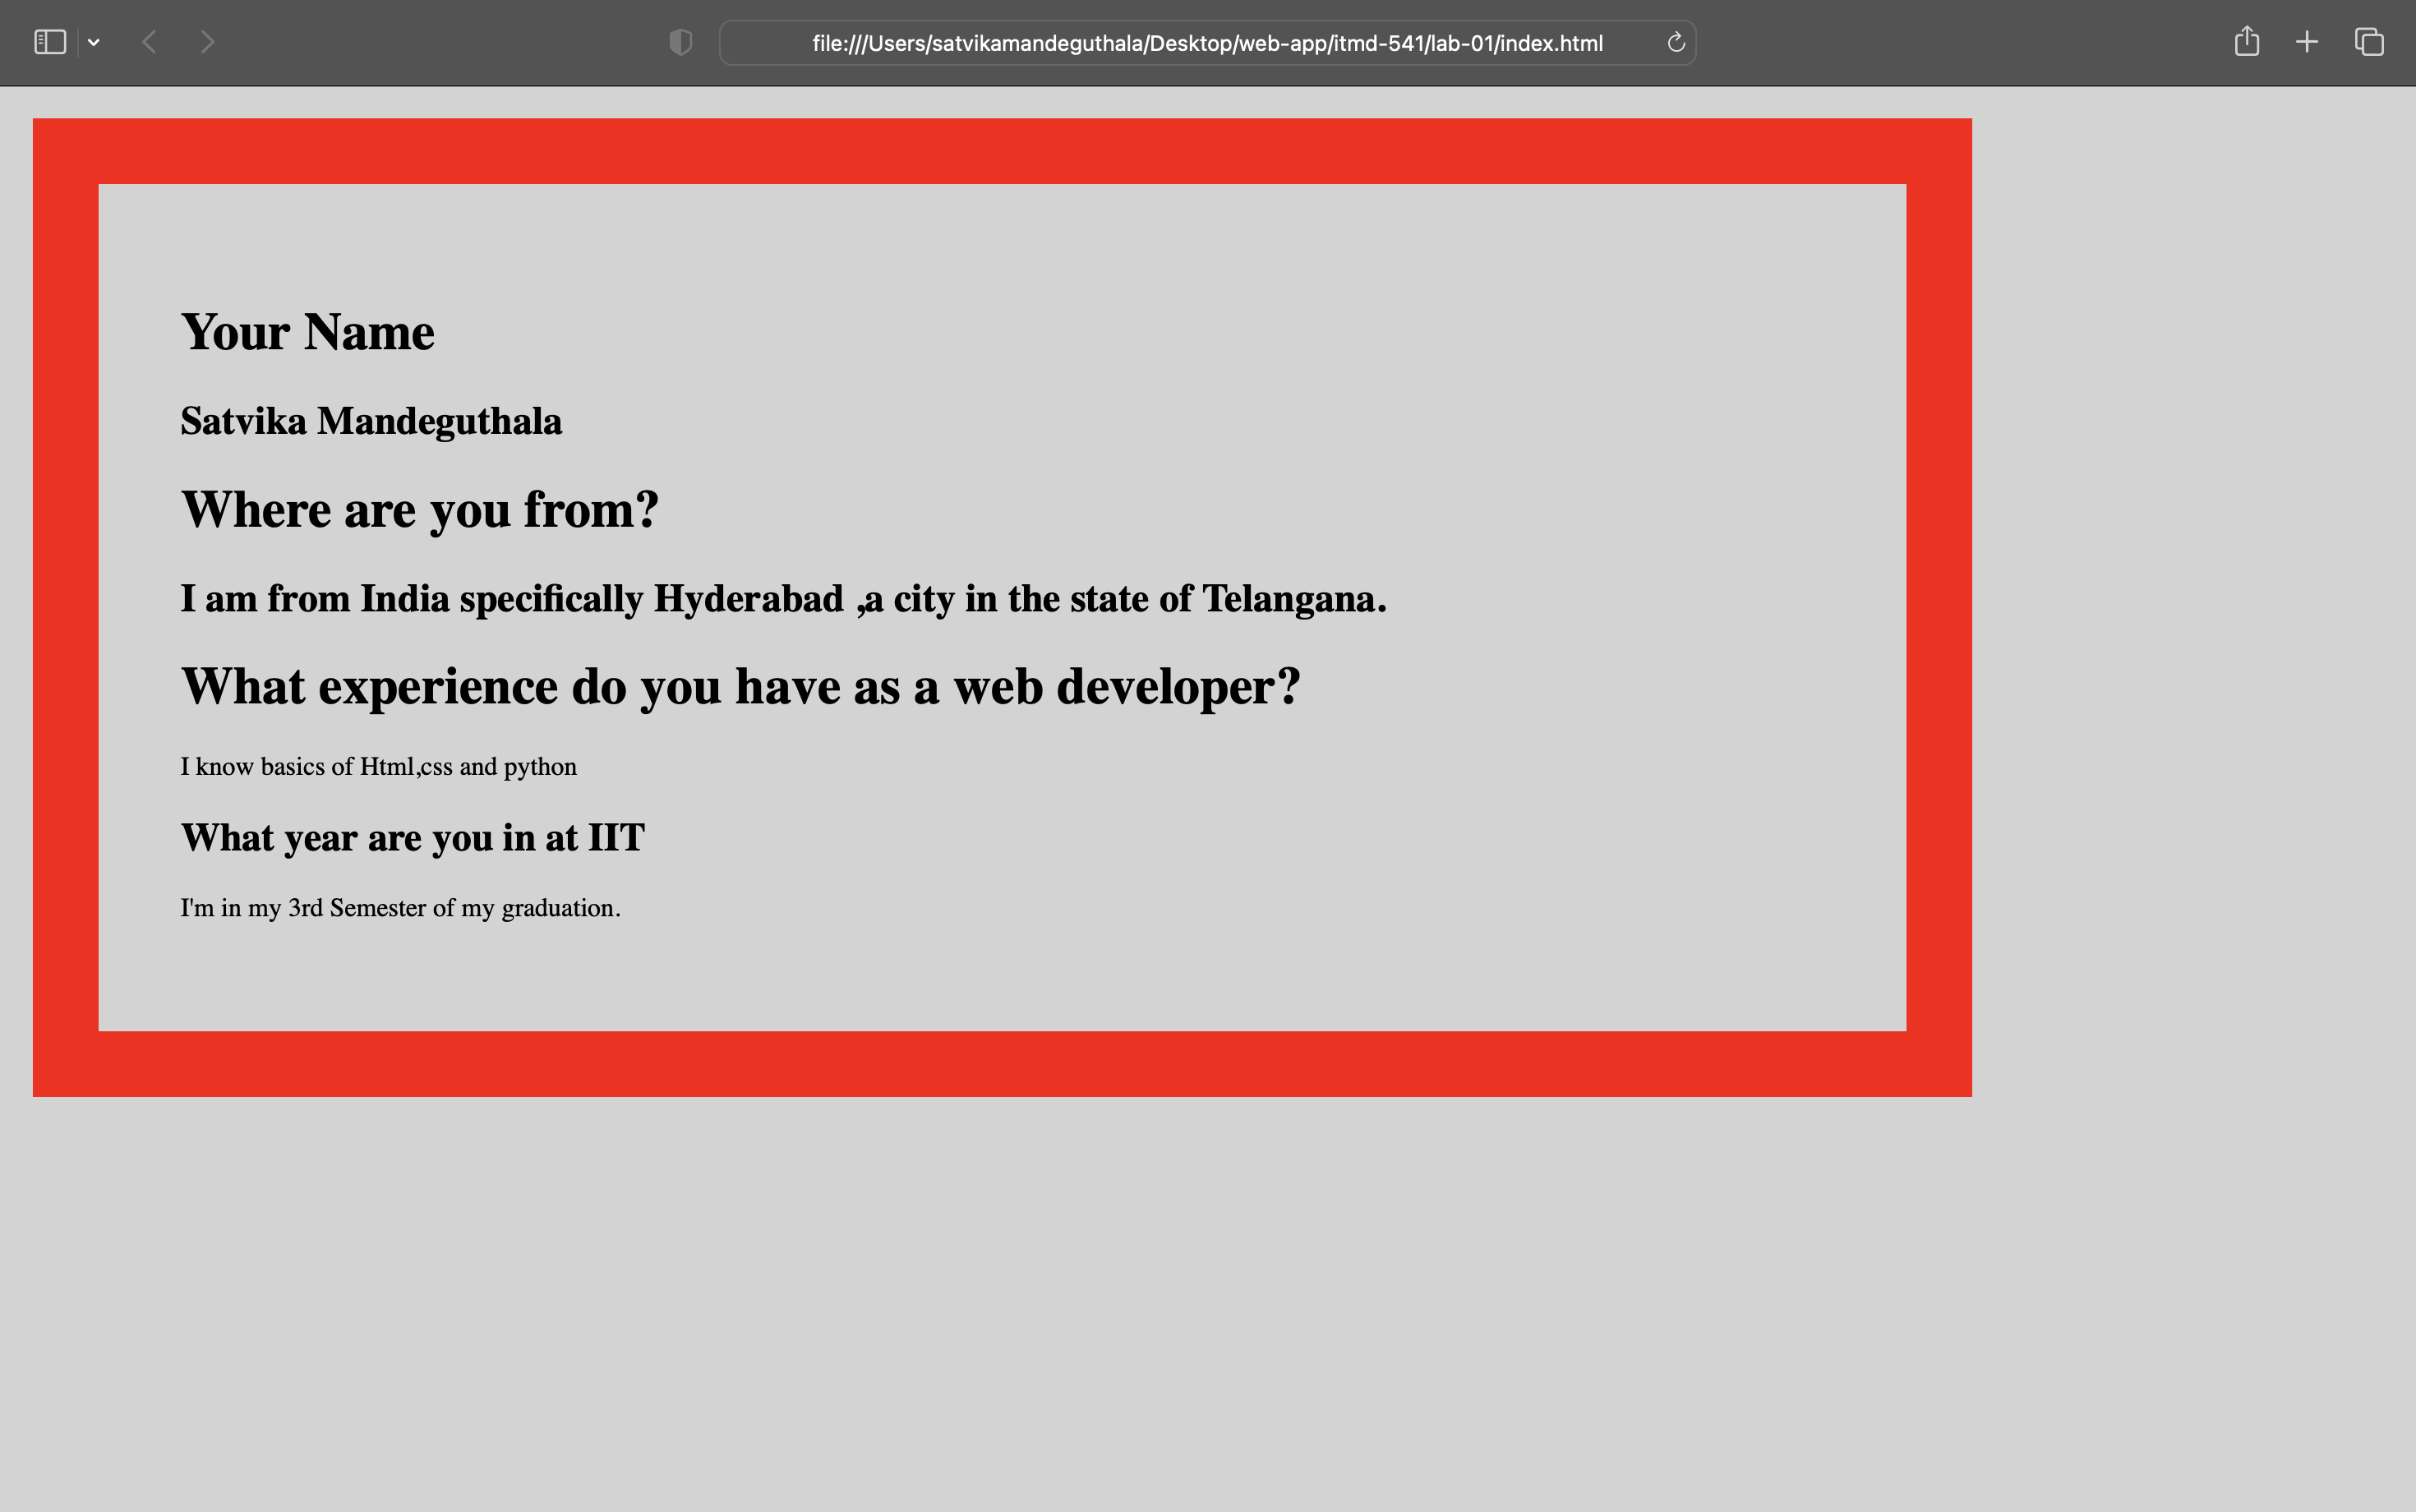 file:///Users/satvikamandeguthala/Desktop/web-app/itmd-541/lab-01/index.html
Your Name
Satvika Mandeguthala
Where are you from?
I am from India specifically Hyderabad ,a city in the state of Telangana.
What experience do you have as a web developer?
I know basics of Html,css and python
What year are you in at IIT
I'm in my 3rd Semester of my graduation.